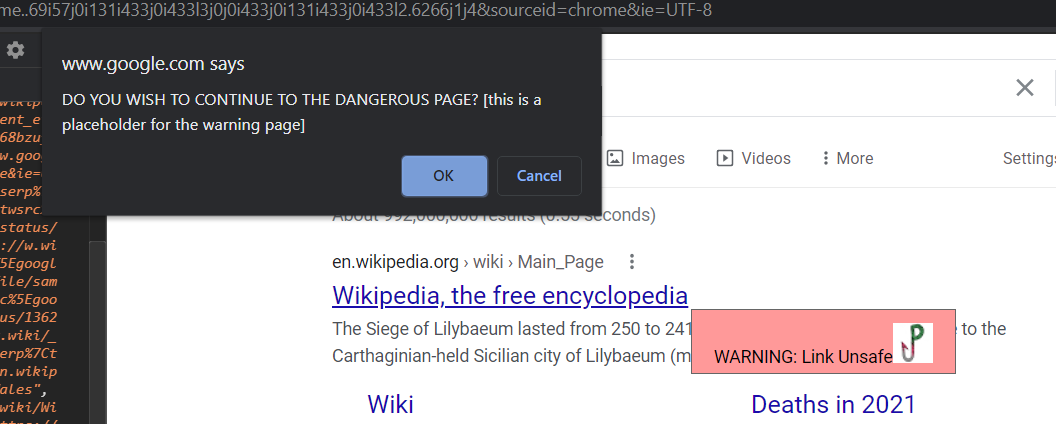 me..69i57j0i131i433j0i433l3j0j0i433j0i131i433j0i433l2.6266j1j4&sourceid=chrome&ie=UTF-8
www.google.com says
DO YOU WISH TO CONTINUE TO THE DANGEROUS PAGE? [this is a
placeholder for the warning page]
OK Cancel
Images Videos More Settings
About 992,000,000 results (0.55 seconds)
en.wikipedia.org › wiki › Main_Page
Wikipedia, the free encyclopedia
The Siege of Lilybaeum lasted from 250 to 241 e to the
Carthaginian-held Sicilian city of Lilybaeum (m
WARNING: Link Unsafe
P
Wiki Deaths in 2021
ent_e
68bzu
w.goo
e&ie=
serp%
twsrc
status/
://w.wi
5Egoogl
ile/sam
c%5Egoo
us/1362
.wiki/_
erp%7Ct
n.wikip
ales",
wiki/Wi